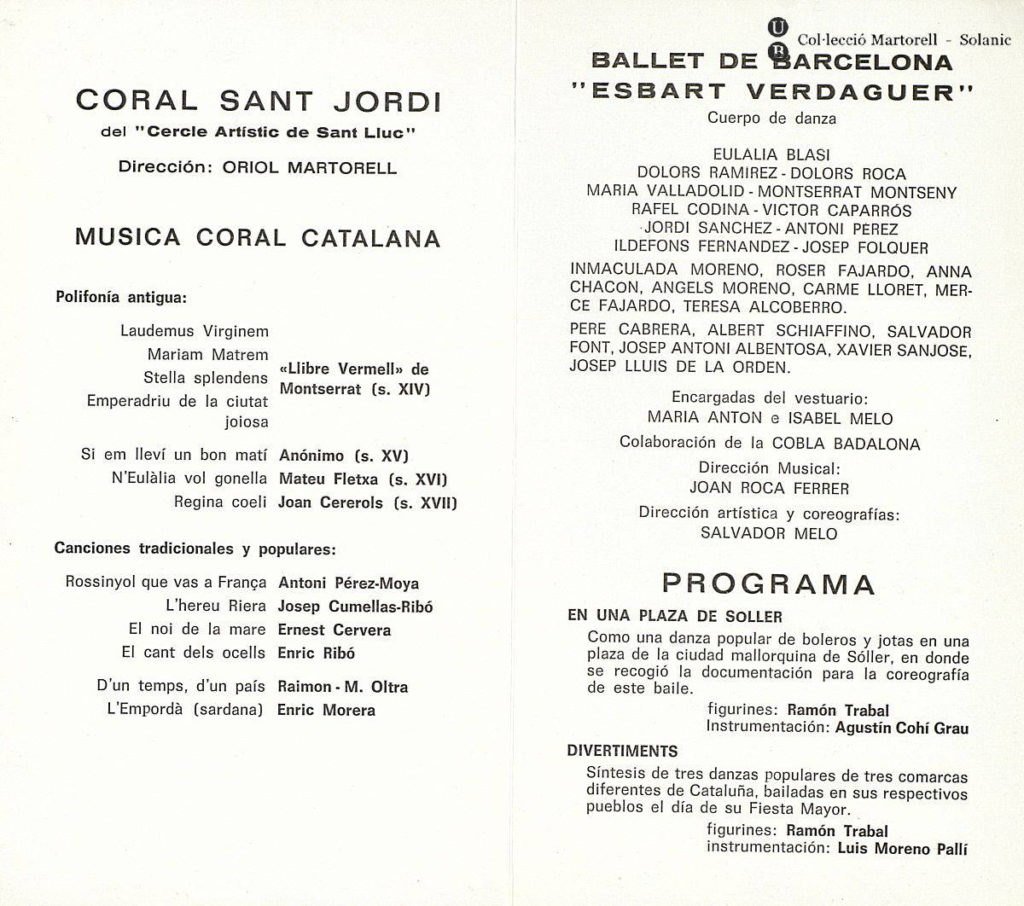 CORAL SANT JORDI
del "Cercle Artístic de Sant Lluc"
Dirección: ORIOL MARTORELL
MUSICA CORAL CATALANA
Polifonía antigua:
Laudemus Virginem
Mariam Matrem
Stella splendens
Emperadriu de la ciutat
joiosa
«Llibre Vermell» de
Montserrat (s. XIV)
Si em lleví un bon matí Anónimo (s. XV)
N'Eulàlia vol gonella Mateu Fletxa (s. XVI)
Regina coeli Joan Cererols (s. XVII)
Canciones tradicionales y populares:
Rossinyol que vas a França Antoni Pérez-Moya
L'hereu Riera Josep Cumellas-Ribó
El noi de la mare Ernest Cervera
El cant dels ocells Enric Ribó
D'un temps, d'un país Raimon - M. Oltra
L'Empordà (sardana) Enric Morera
U
B
Col·lecció Martorell - Solanic
BALLET DE BARCELONA
"ESBART VERDAGUER"
Cuerpo de danza
EULALIA BLASI
DOLORS RAMIREZ - DOLORS ROCA
MARIA VALLADOLID - MONTSERRAT MONTSENY
RAFEL CODINA - VICTOR CAPARRÓS
JORDI SANCHEZ - ANTONI PEREZ
ILDEFONS FERNANDEZ - JOSEP FOLQUER
INMACULADA MORENO, ROSER FAJARDO, ANNA
CHACON, ANGELS MORENO, CARME LLORET, MER-
CE FAJARDO, TERESA ALCOBERRO.
PERE CABRERA, ALBERT SCHIAFFINO, SALVADOR
FONT, JOSEP ANTONI ALBENTOSA, XAVIER SANJOSE,
JOSEP LLUIS DE LA ORDEN.
Encargadas del vestuario:
MARIA ANTON e ISABEL MELO
Colaboración de la COBLA BADALONA
Dirección Musical:
JOAN ROCA FERRER
Dirección artística y coreografías:
SALVADOR MELO
PROGRAMA
EN UNA PLAZA DE SOLLER
Como una danza popular de boleros y jotas en una
plaza de la ciudad mallorquina de Sóller, en donde
se recogió la documentación para la coreografía
de este baile.
figurines: Ramón Trabal
Instrumentación: Agustín Cohí Grau
DIVERTIMENTS
Síntesis de tres danzas populares de tres comarcas
diferentes de Cataluña, bailadas en sus respectivos
pueblos el día de su Fiesta Mayor.
figurines: Ramón Trabal
instrumentación: Luis Moreno Pallí